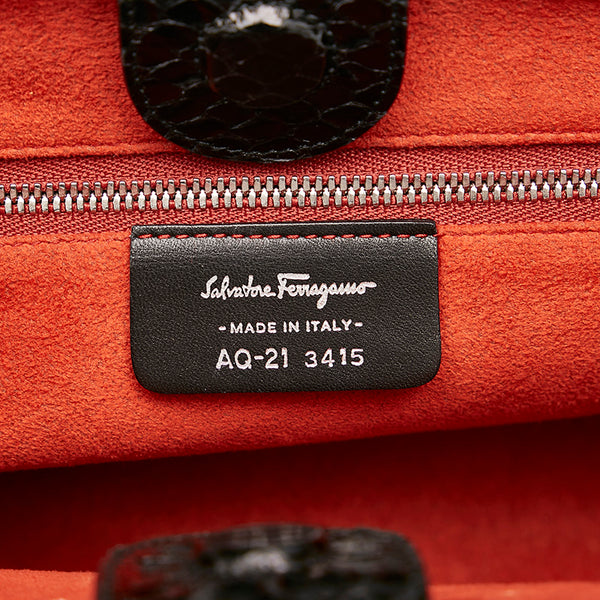 Salvatore Ferragamo
- MADE IN ITALY -
AQ-21 3415